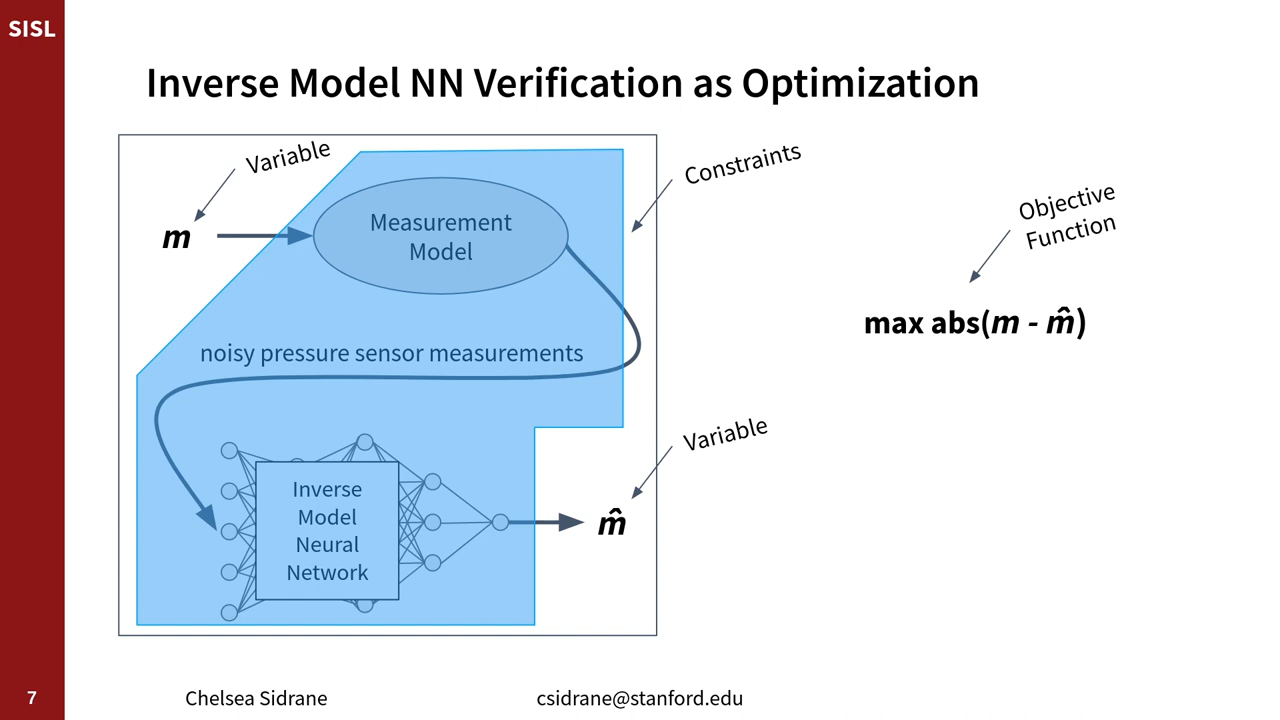 SISL
Inverse Model NN Verification as Optimization
Variable
m
Measurement
Model
Constraints
Objective
Function
max abs(m - m̂)
noisy pressure sensor measurements
Variable
Inverse
Model
Neural
Network
m̂
7
Chelsea Sidrane
csidrane@stanford.edu